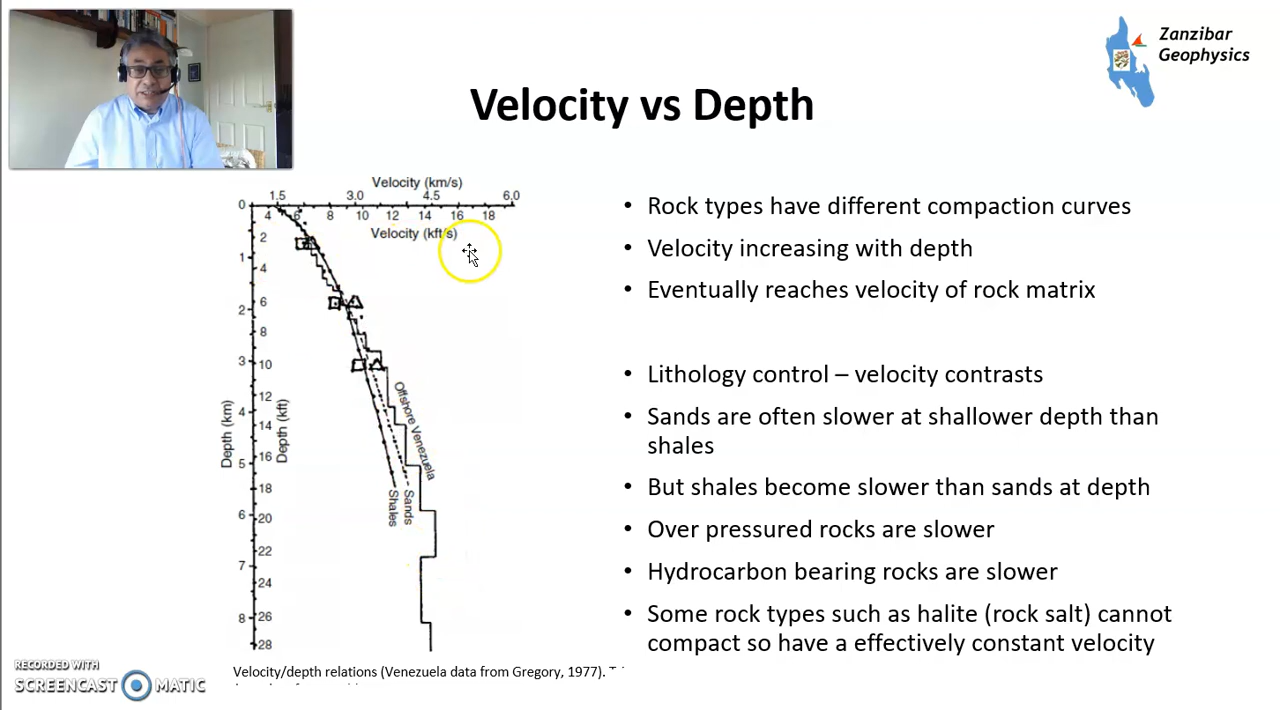 Zanzibar
Geophysics
Velocity vs Depth
Velocity (km/s)
1.5 3.0 4.5 6.0
4 6 8 10 12 14 16 18
Velocity (kft/s)
Depth (km)
0 1 2 3 4 5 6 7 8
Depth (kft)
2 4 6 8 10 12 14 16 18 20 22 24 26 28
Offshore Venezuela
Shales
Sands
Velocity/depth relations (Venezuela data from Gregory, 1977).
• Rock types have different compaction curves
• Velocity increasing with depth
• Eventually reaches velocity of rock matrix
• Lithology control – velocity contrasts
• Sands are often slower at shallower depth than
shales
• But shales become slower than sands at depth
• Over pressured rocks are slower
• Hydrocarbon bearing rocks are slower
• Some rock types such as halite (rock salt) cannot
compact so have a effectively constant velocity
RECORDED WITH
SCREENCAST MATIC